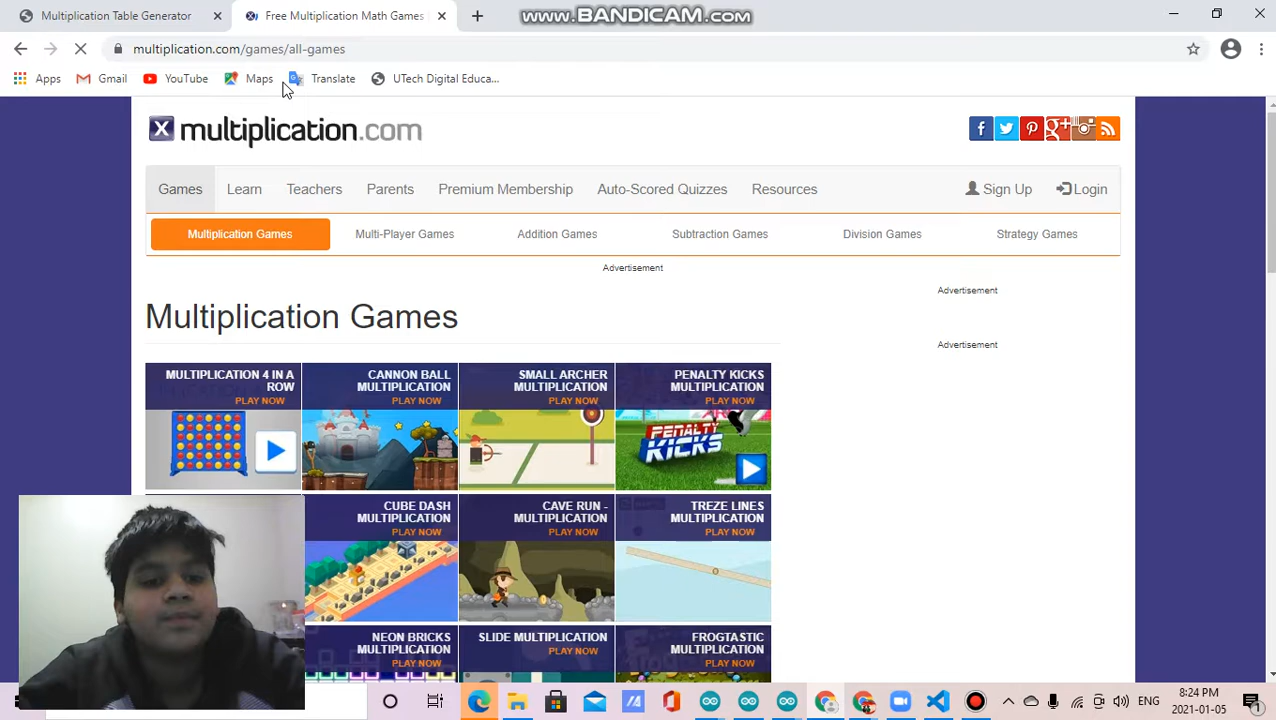 Multiplication Table Generator
Free Multiplication Math Games
www.BANDICAM.com
multiplication.com/games/all-games
Apps
Gmail
YouTube
Maps
Translate
UTech Digital Educa...
X multiplication.com
Games
Learn
Teachers
Parents
Premium Membership
Auto-Scored Quizzes
Resources
Sign Up
Login
Multiplication Games
Multi-Player Games
Addition Games
Subtraction Games
Division Games
Strategy Games
Advertisement
Advertisement
Multiplication Games
Advertisement
MULTIPLICATION 4 IN A
ROW
PLAY NOW
CANNON BALL
MULTIPLICATION
PLAY NOW
SMALL ARCHER
MULTIPLICATION
PLAY NOW
PENALTY KICKS
MULTIPLICATION
PLAY NOW
PENALTY
KICKS
CUBE DASH
MULTIPLICATION
PLAY NOW
CAVE RUN -
MULTIPLICATION
PLAY NOW
TREZE LINES
MULTIPLICATION
PLAY NOW
NEON BRICKS
MULTIPLICATION
PLAY NOW
SLIDE MULTIPLICATION
PLAY NOW
FROGTASTIC
MULTIPLICATION
PLAY NOW
ENG
8:24 PM
2021-01-05